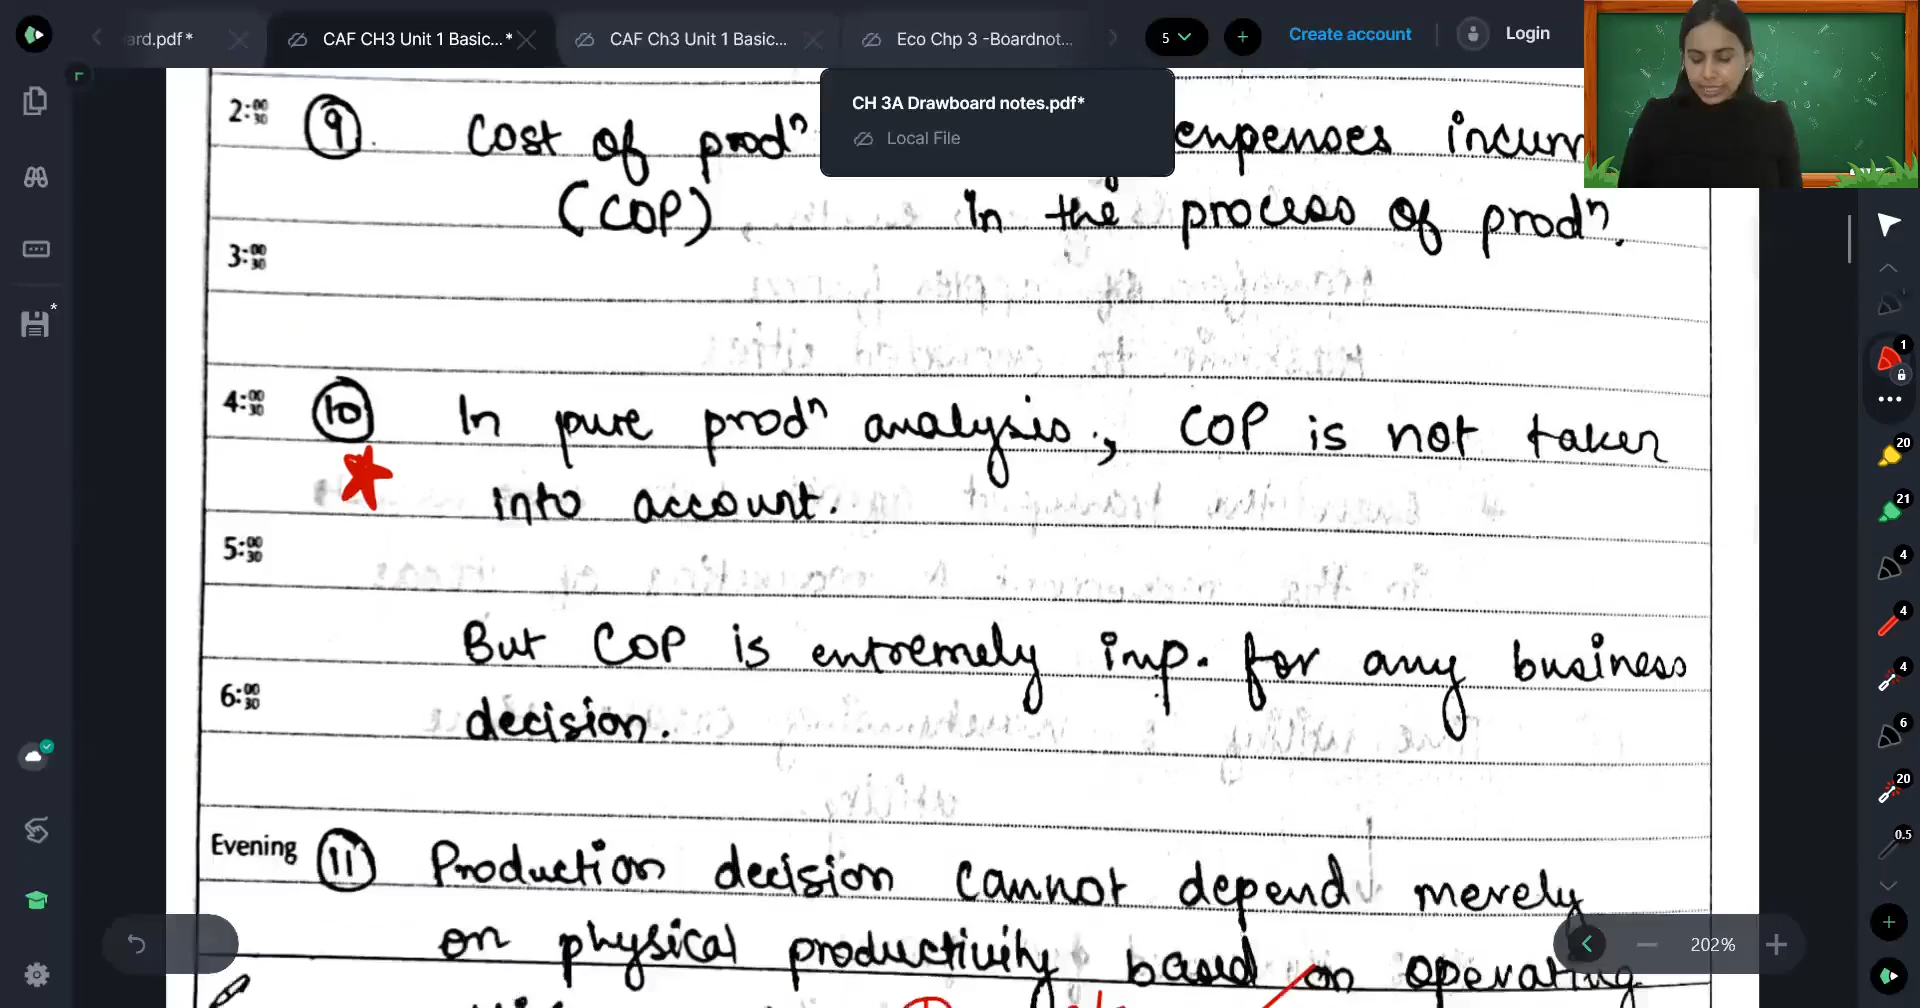 ard.pdf *
CAF CH3 Unit 1 Basic...*
CAF Ch3 Unit 1 Basic...
Eco Chp 3 -Boardnot...
5
Create account
Login
CH 3A Drawboard notes.pdf*
Local File
2:00 30
9. Cost of prodⁿ expenses
(COP) in the process of prodⁿ.
3:00 30
4:00 30
10 In pure prodⁿ analysis, COP is not taken
into account.
5:00 30
But COP is extremely imp. for any business
6:00 30
decision.
Evening 11 Production decision cannot depend merely
on physical productivity based on operating
1
20
21
4
4
4
6
20
0.5
202%